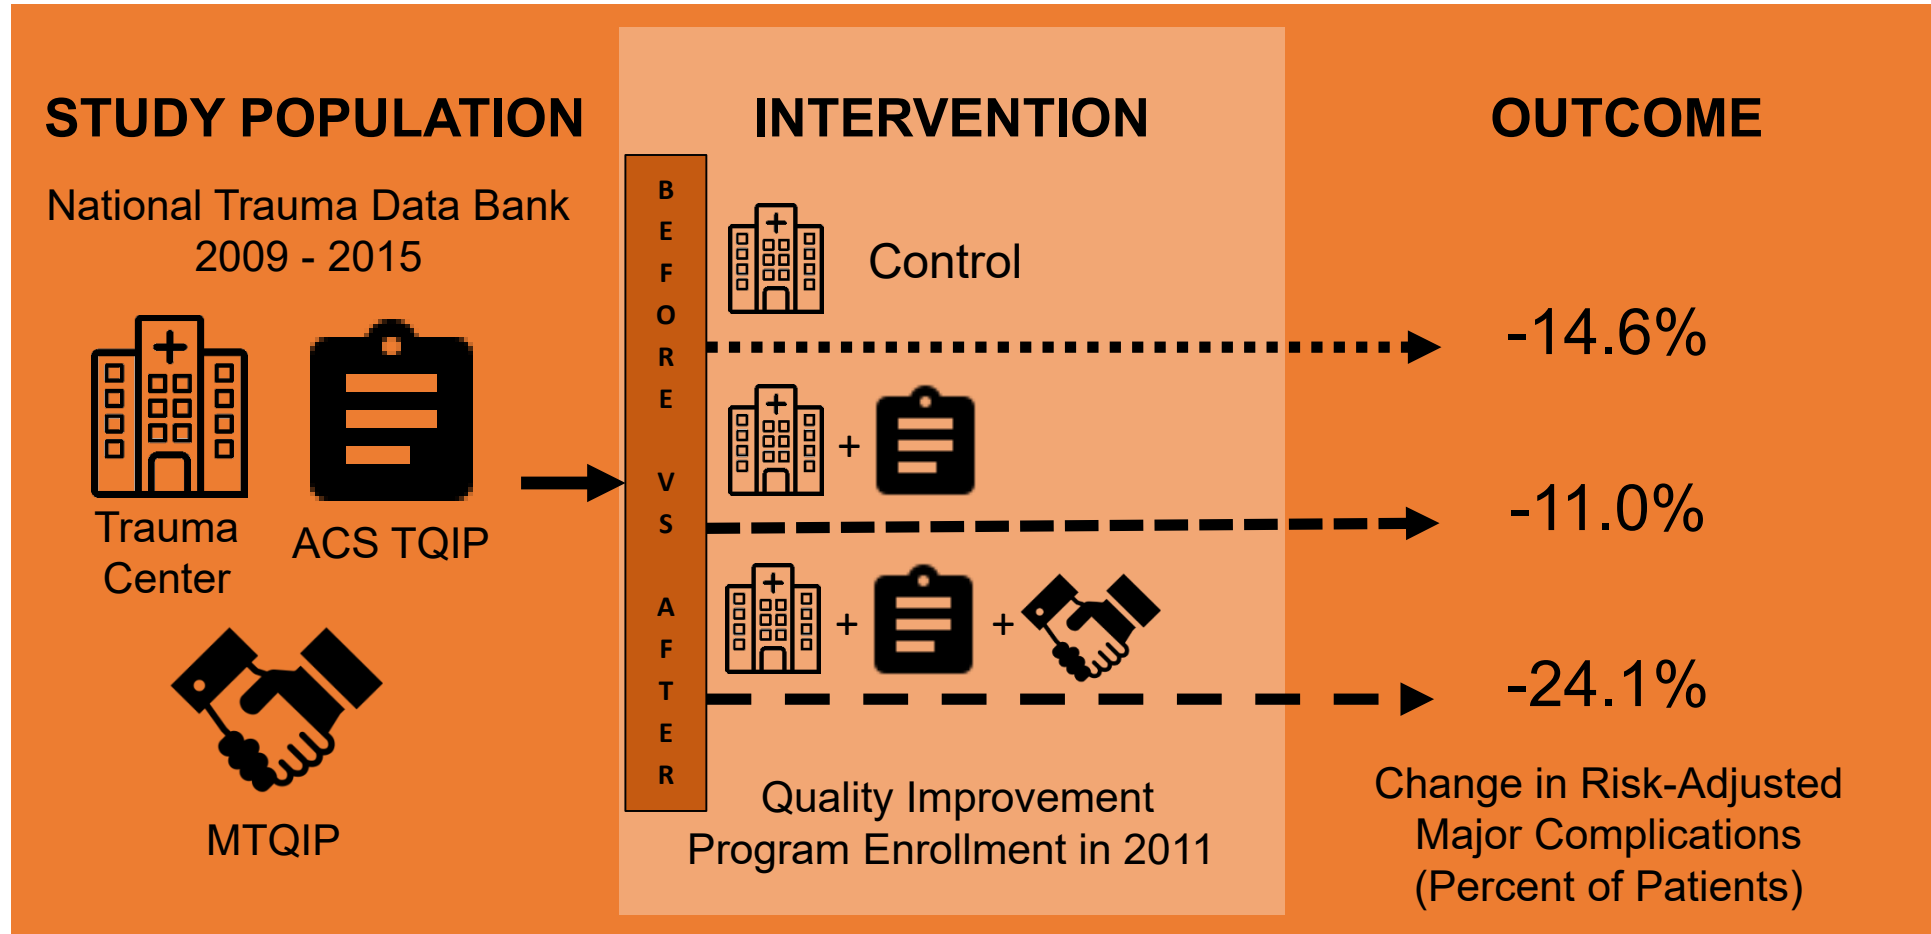 STUDY POPULATION
National Trauma Data Bank
2009 - 2015
Trauma
Center
ACS TQIP
MTQIP
INTERVENTION
BEFORE VS AFTER
Control
+
+
+
Quality Improvement
Program Enrollment in 2011
OUTCOME
-14.6%
-11.0%
-24.1%
Change in Risk-Adjusted
Major Complications
(Percent of Patients)